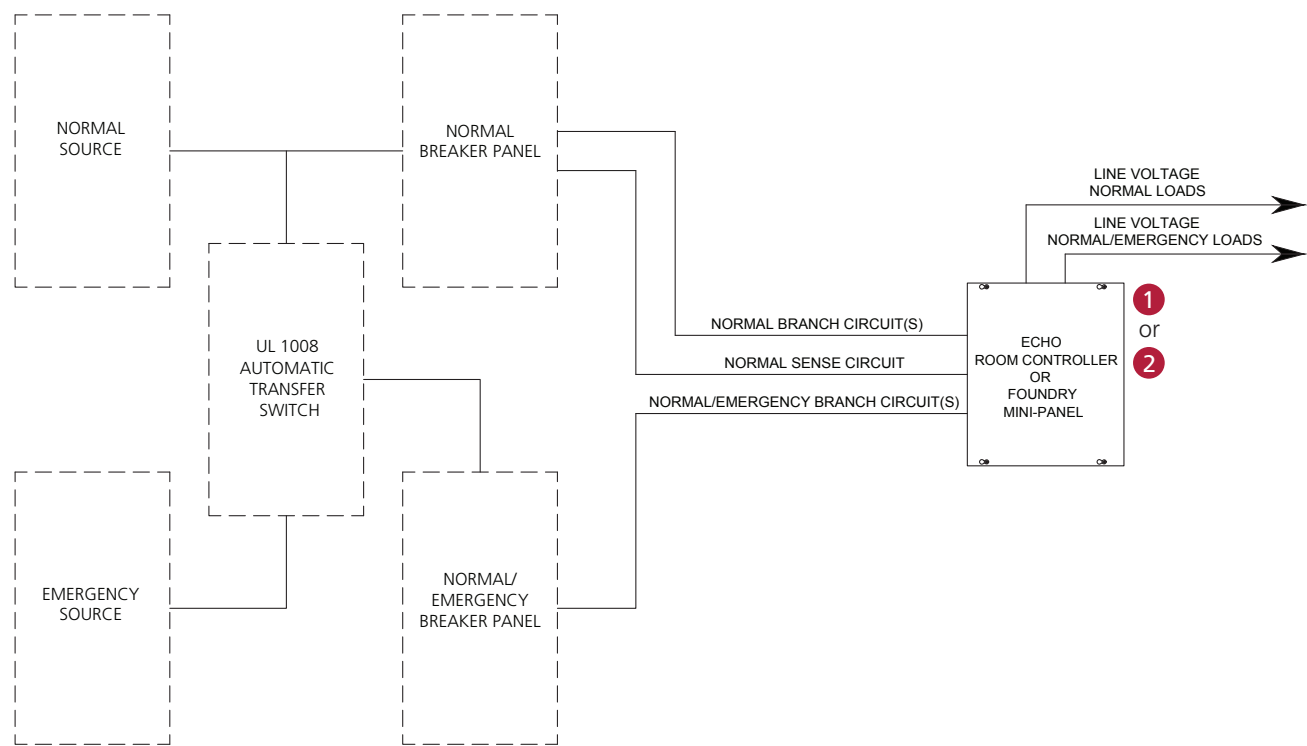 NORMAL
SOURCE
NORMAL
BREAKER PANEL
LINE VOLTAGE
NORMAL LOADS
LINE VOLTAGE
NORMAL/EMERGENCY LOADS
1
or
2
UL 1008
AUTOMATIC
TRANSFER
SWITCH
NORMAL BRANCH CIRCUIT(S)
NORMAL SENSE CIRCUIT
NORMAL/EMERGENCY BRANCH CIRCUIT(S)
ECHO
ROOM CONTROLLER
OR
FOUNDRY
MINI-PANEL
EMERGENCY
SOURCE
NORMAL/
EMERGENCY
BREAKER PANEL